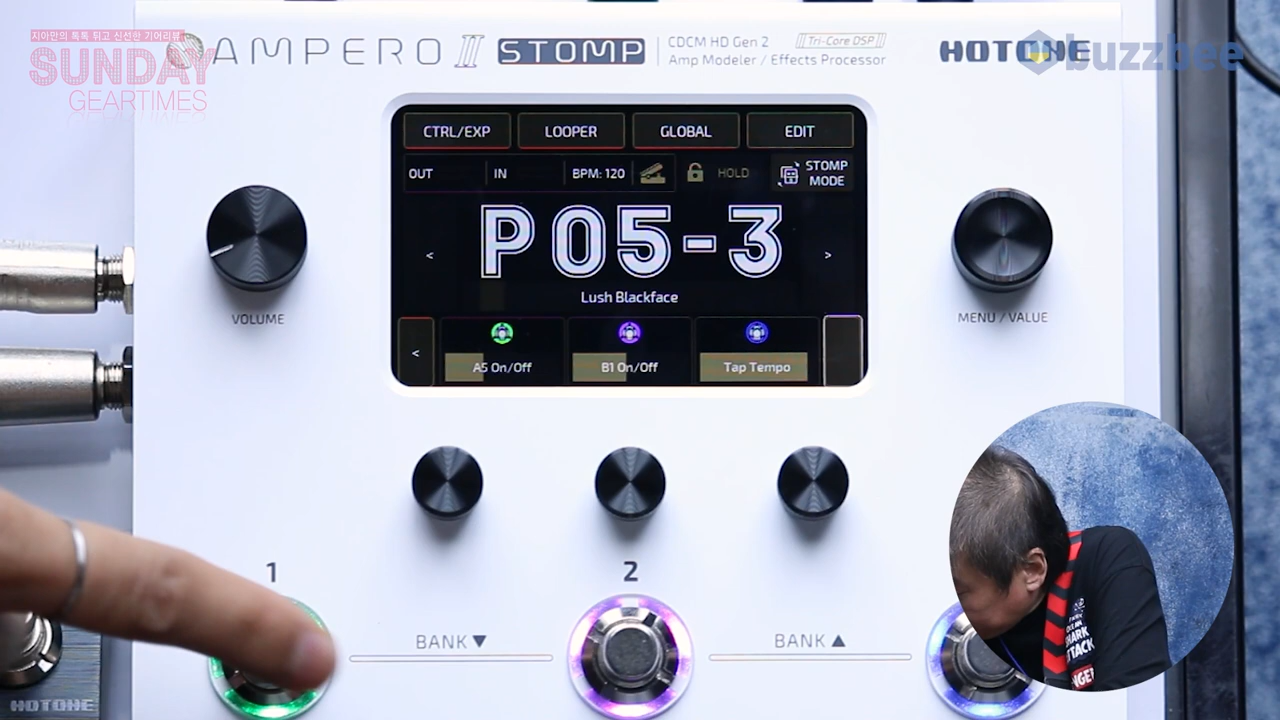 지아만의 톡톡 튀고 신선한 기어리뷰
SUNDAY
GEARTIMES
AMPERO II STOMP
CDCM HD Gen 2
Tri-Core DSP
Amp Modeler / Effects Processor
HOTONE
buzzbee
CTRL/EXP
LOOPER
GLOBAL
EDIT
OUT
IN
BPM: 120
HOLD
STOMP
MODE
< P05-3 >
Lush Blackface
<
A5 On/Off
B1 On/Off
Tap Tempo
VOLUME
MENU / VALUE
1
2
BANK ▼
BANK ▲
HOTONE
SHARK
ATTACK